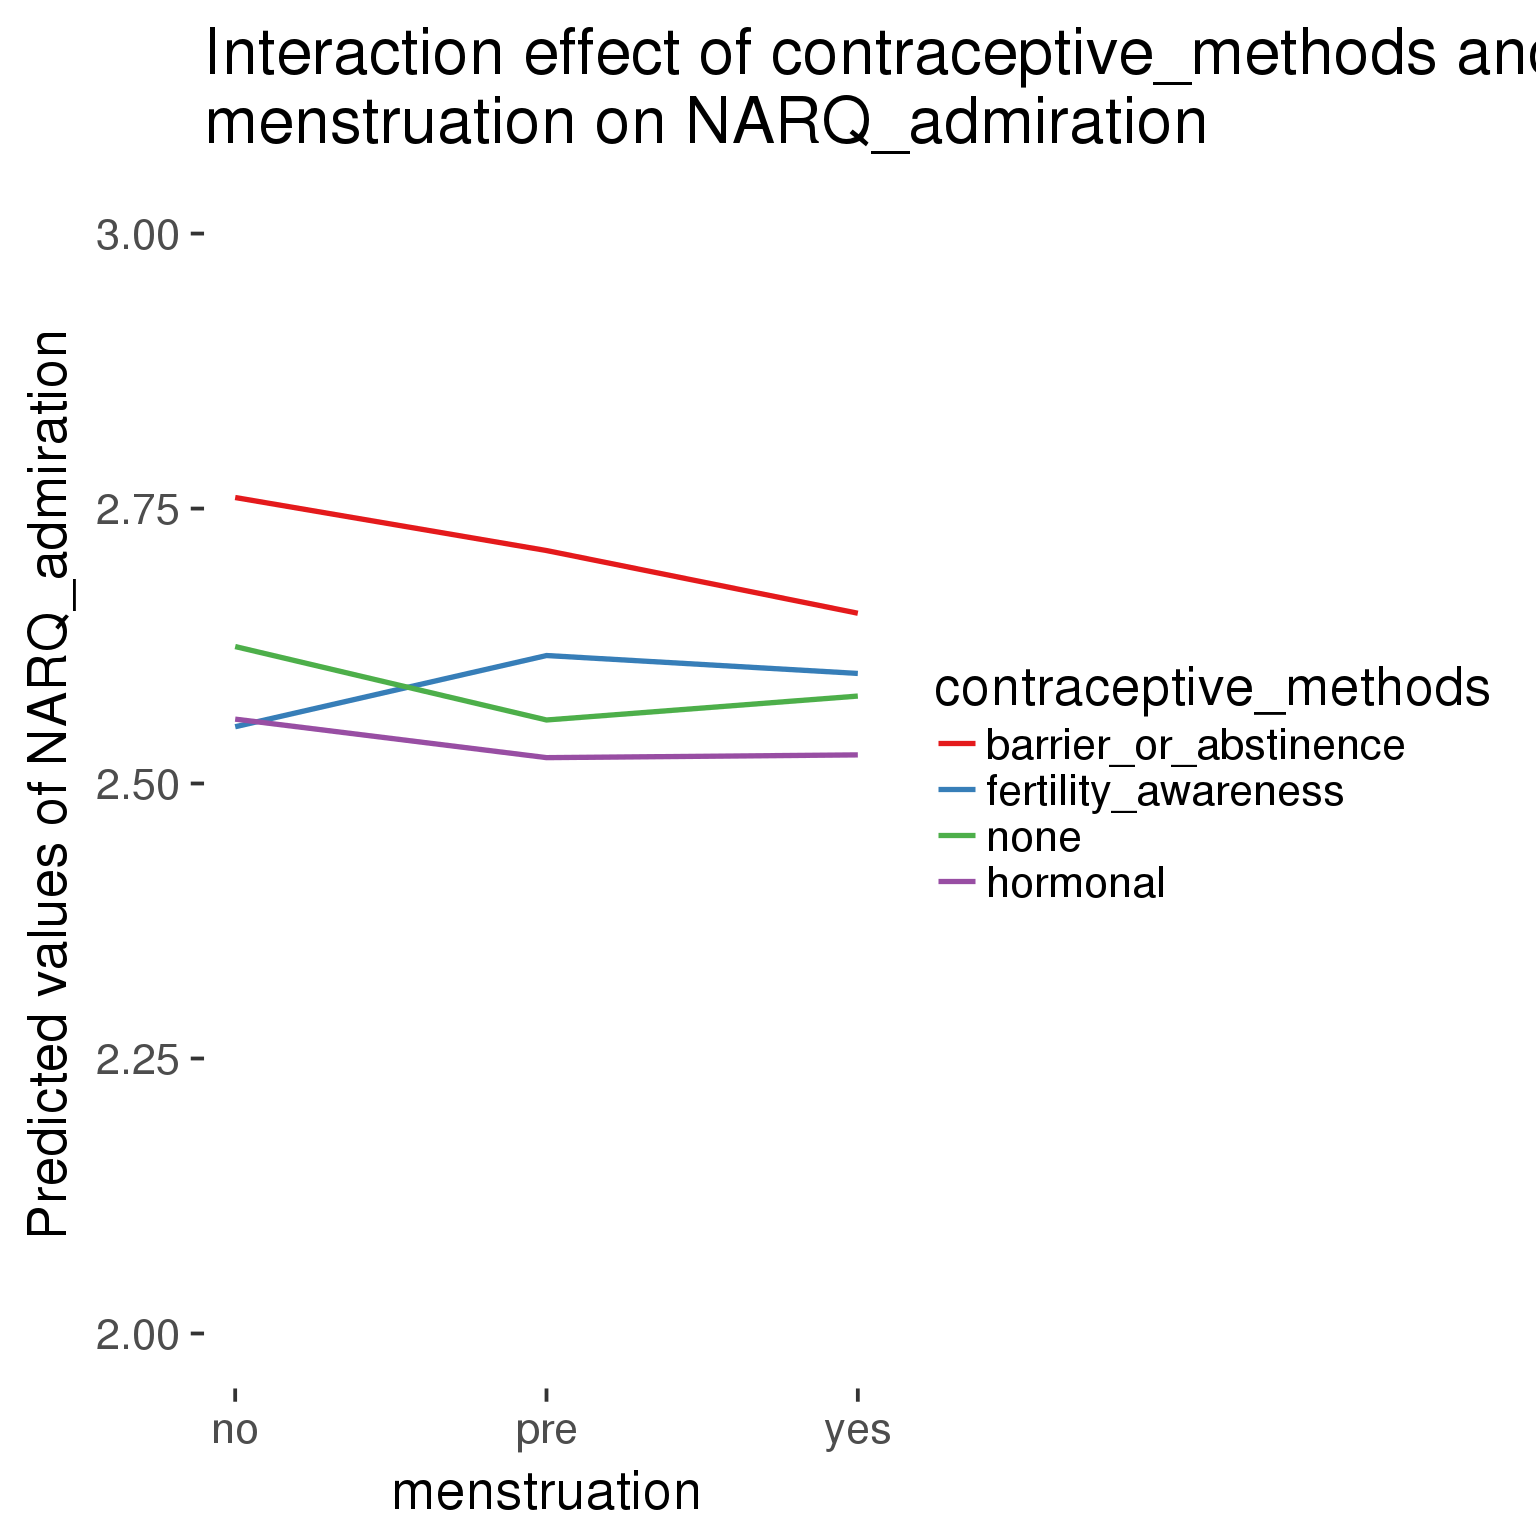 Interaction effect of contraceptive_methods and
menstruation on NARQ_admiration
Predicted values of NARQ_admiration
3.00
2.75
2.50
2.25
2.00
no pre yes
menstruation
contraceptive_methods
barrier_or_abstinence
fertility_awareness
none
hormonal